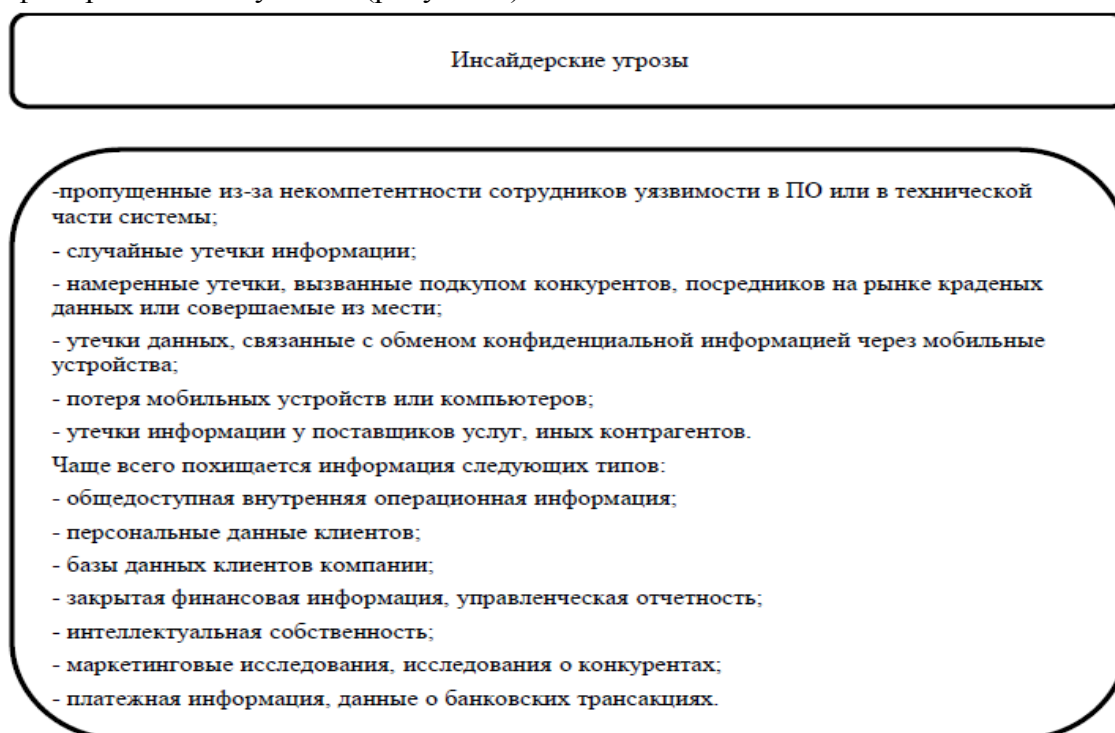 Инсайдерские угрозы
-пропущенные из-за некомпетентности сотрудников уязвимости в ПО или в технической
части системы;
- случайные утечки информации;
- намеренные утечки, вызванные подкупом конкурентов, посредников на рынке краденых
данных или совершаемые из мести;
- утечки данных, связанные с обменом конфиденциальной информацией через мобильные
устройства;
- потеря мобильных устройств или компьютеров;
- утечки информации у поставщиков услуг, иных контрагентов.
Чаще всего похищается информация следующих типов:
- общедоступная внутренняя операционная информация;
- персональные данные клиентов;
- базы данных клиентов компании;
- закрытая финансовая информация, управленческая отчетность;
- интеллектуальная собственность;
- маркетинговые исследования, исследования о конкурентах;
- платежная информация, данные о банковских трансакциях.